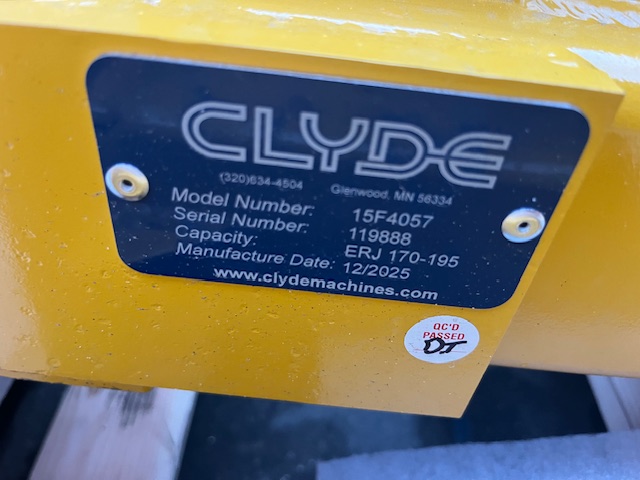 CLYDE
(320)634-4504 Glenwood, MN 56334
Model Number: 15F4057
Serial Number: 119888
Capacity: ERJ 170-195
Manufacture Date: 12/2025
www.clydemachines.com
QC'D
PASSED
DT